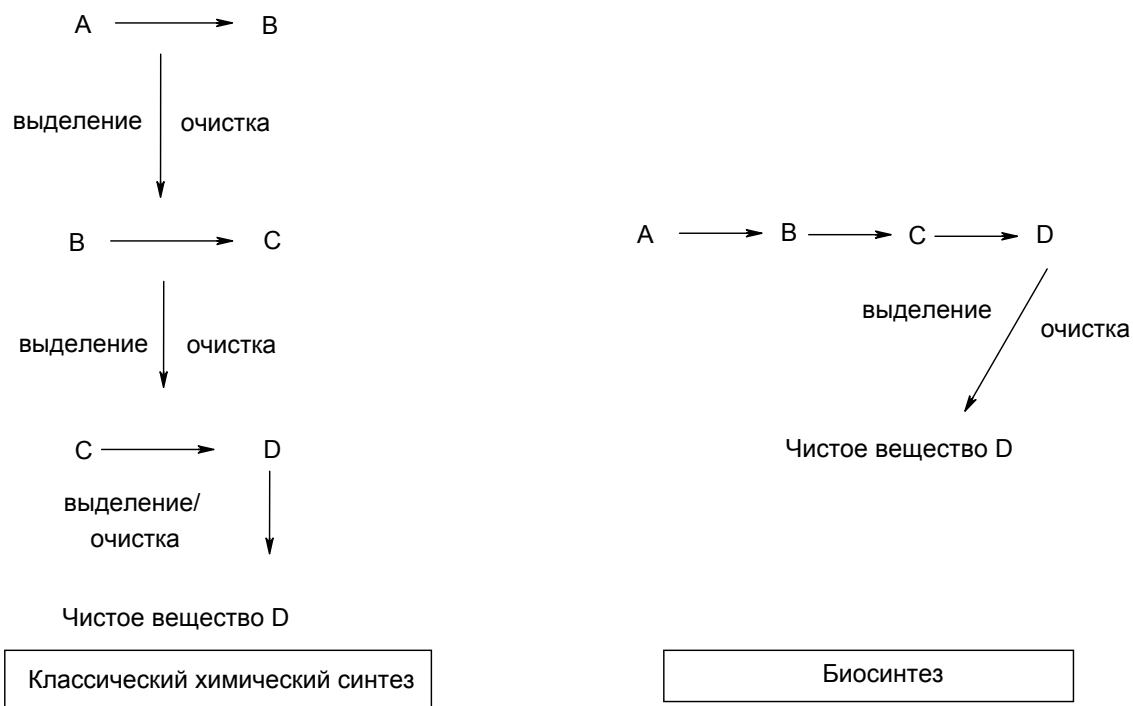 A B
выделение очистка
B C
выделение очистка
C D
выделение/
очистка
Чистое вещество D
Классический химический синтез
A B C D
выделение
очистка
Чистое вещество D
Биосинтез